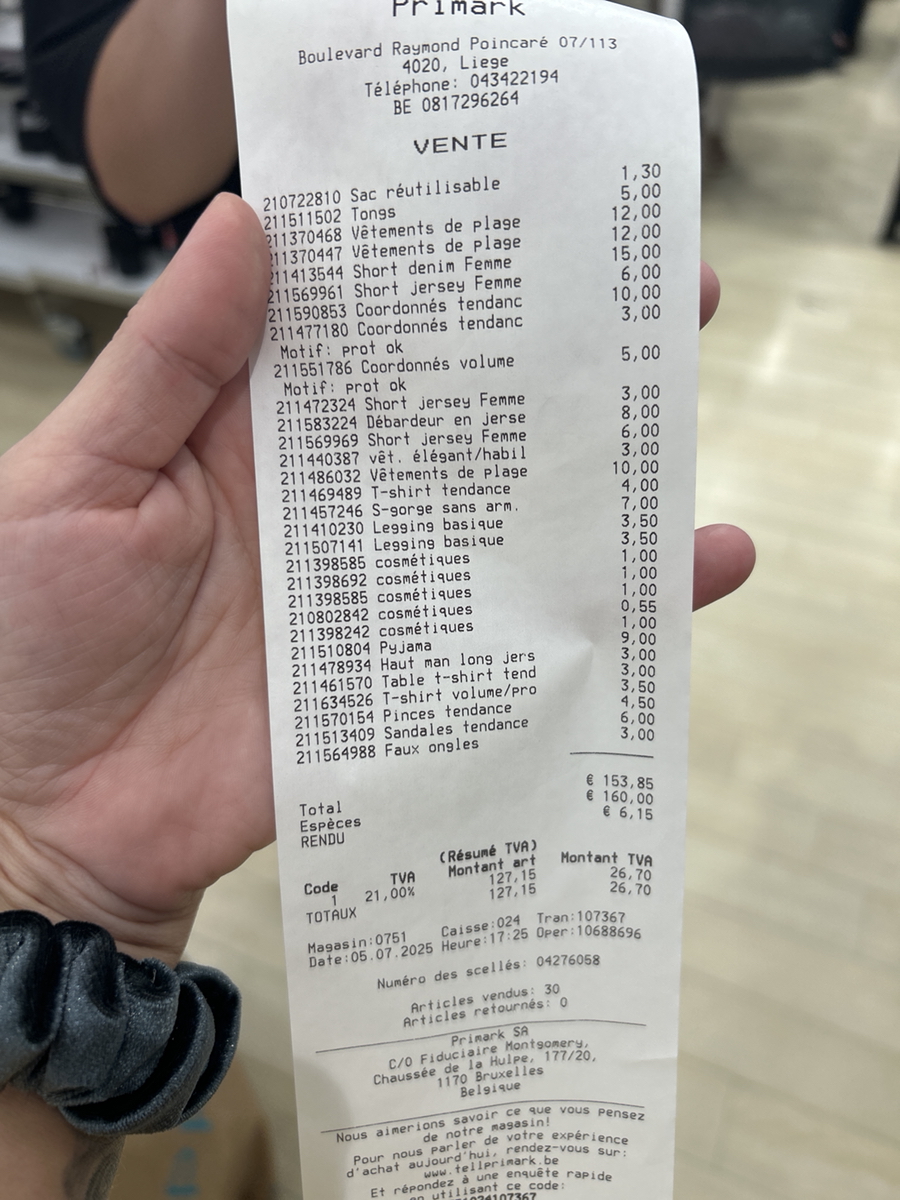 Primark
Boulevard Raymond Poincaré 07/113
4020, Liege
Téléphone: 043422194
BE 0817296264
VENTE
210722810 Sac réutilisable 1,30
211511502 Tongs 5,00
211370468 Vêtements de plage 12,00
211370447 Vêtements de plage 12,00
211413544 Short denim Femme 15,00
211569961 Short jersey Femme 6,00
211590853 Coordonnés tendanc 10,00
211477180 Coordonnés tendanc 3,00
Motif: prot ok
211551786 Coordonnés volume 5,00
Motif: prot ok
211472324 Short jersey Femme 3,00
211583224 Débardeur en jerse 8,00
211569969 Short jersey Femme 6,00
211440387 vêt. élégant/habil 3,00
211486032 Vêtements de plage 10,00
211469489 T-shirt tendance 4,00
211457246 S-gorge sans arm. 7,00
211410230 Legging basique 3,50
211507141 Legging basique 3,50
211398585 cosmétiques 1,00
211398692 cosmétiques 1,00
211398585 cosmétiques 1,00
210802842 cosmétiques 0,55
211398242 cosmétiques 1,00
211510804 Pyjama 9,00
211478934 Haut man long jers 3,00
211461570 Table t-shirt tend 3,00
211634526 T-shirt volume/pro 3,50
211570154 Pinces tendance 4,50
211513409 Sandales tendance 6,00
211564988 Faux ongles 3,00
Total € 153,85
Espèces € 160,00
RENDU € 6,15
(Résumé TVA)
Code TVA Montant art Montant TVA
1 21,00% 127,15 26,70
TOTAUX 127,15 26,70
Magasin:0751 Caisse:024 Tran:107367
Date:05.07.2025 Heure:17:25 Oper:10688696
Numéro des scellés: 04276058
Articles vendus: 30
Articles retournés: 0
Primark SA
C/O Fiduciaire Montgomery,
Chaussée de la Hulpe, 177/20,
1170 Bruxelles
Belgique
Nous aimerions savoir ce que vous pensez
de notre magasin!
Pour nous parler de votre expérience
d'achat aujourd'hui, rendez-vous sur:
www.tellprimark.be
Et répondez à une enquête rapide
en utilisant ce code: